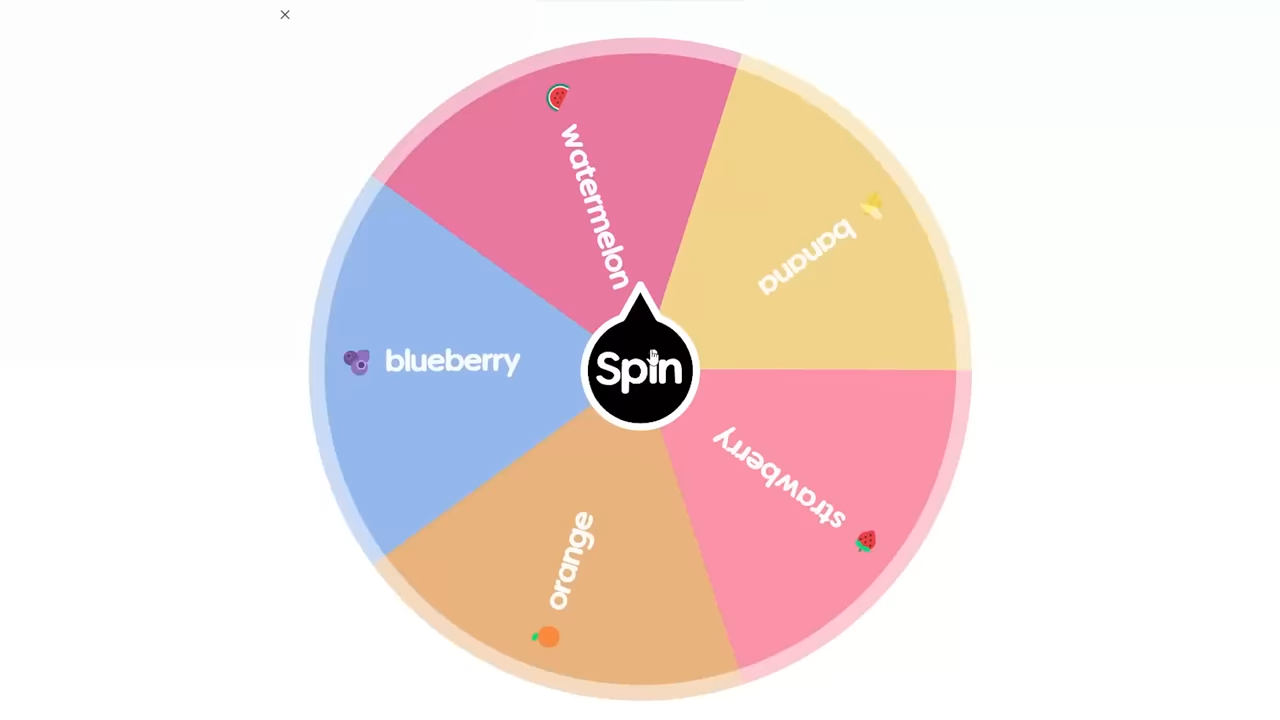 watermelon
banana
blueberry
Spin
strawberry
orange